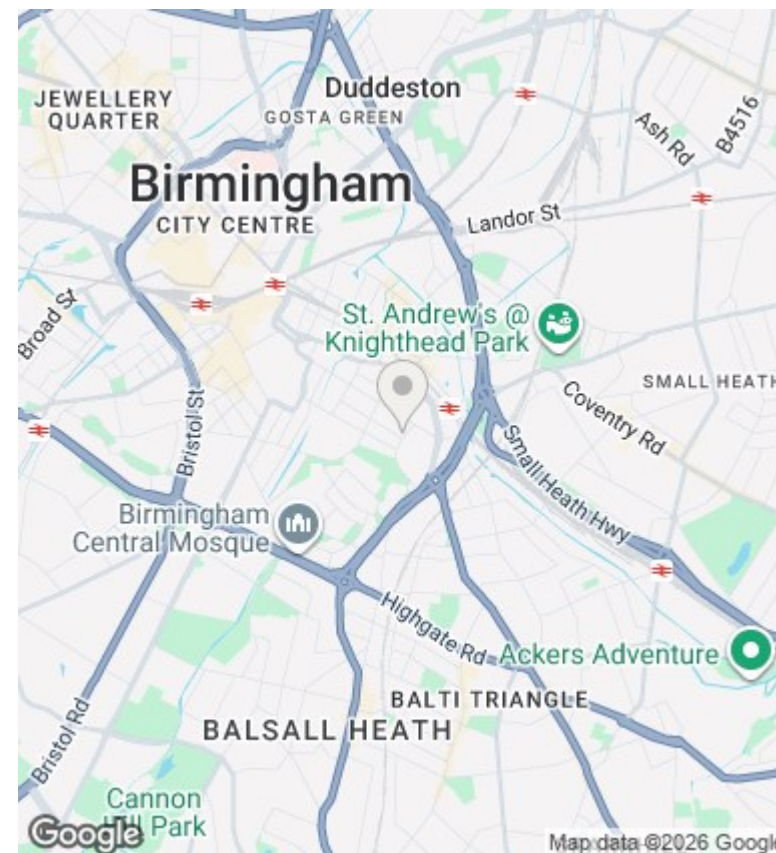 Duddeston
JEWELLERY
QUARTER
GOSTA GREEN
Ash Rd
B4516
Birmingham
CITY CENTRE
Landor St
St. Andrew's @
Knighthead Park
Broad St
SMALL HEATH
Coventry Rd
Bristol St
Small Heath Hwy
Birmingham
Central Mosque
Highgate Rd
Ackers Adventure
BALTI TRIANGLE
BALSALL HEATH
Bristol Rd
Cannon
Hill Park
Google
Map data ©2026 Google